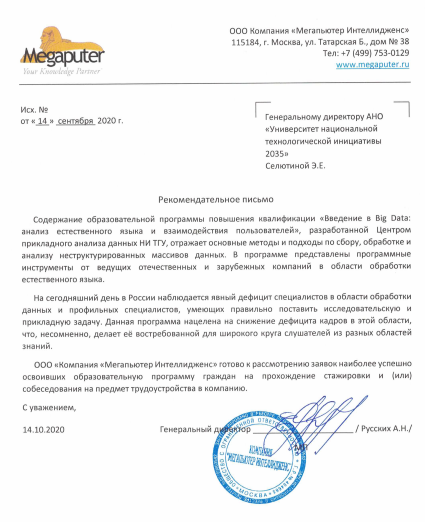 Megaputer
Your Knowledge Partner
ООО Компания «Мегапьютер Интеллидженс»
115184, г. Москва, ул. Татарская Б., дом № 38
Тел: +7 (499) 753-0129
www.megaputer.ru
Исх. №
от « 14 » сентября 2020 г.
Генеральному директору АНО
«Университет национальной
технологической инициативы
2035»
Селютиной Э.Е.
Рекомендательное письмо
Содержание образовательной программы повышения квалификации «Введение в Big Data:
анализ естественного языка и взаимодействия пользователей», разработанной Центром
прикладного анализа данных НИ ТГУ, отражает основные методы и подходы по сбору, обработке и
анализу неструктурированных массивов данных. В программе представлены программные
инструменты от ведущих отечественных и зарубежных компаний в области обработки
естественного языка.
На сегодняшний день в России наблюдается явный дефицит специалистов в области обработки
данных и профильных специалистов, умеющих правильно поставить исследовательскую и
прикладную задачу. Данная программа нацелена на снижение дефицита кадров в этой области,
что, несомненно, делает её востребованной для широкого круга слушателей из разных областей
знаний.
ООО «Компания «Мегапьютер Интеллидженс» готово к рассмотрению заявок наиболее успешно
освоивших образовательную программу граждан на прохождение стажировки и (или)
собеседования на предмет трудоустройства в компанию.
С уважением,
14.10.2020 Генеральный директор / Русских А.Н./
МП
КОМПАНИЯ
"МЕГАПЬЮТЕР ИНТЕЛЛИДЖЕНС"
МОСКВА